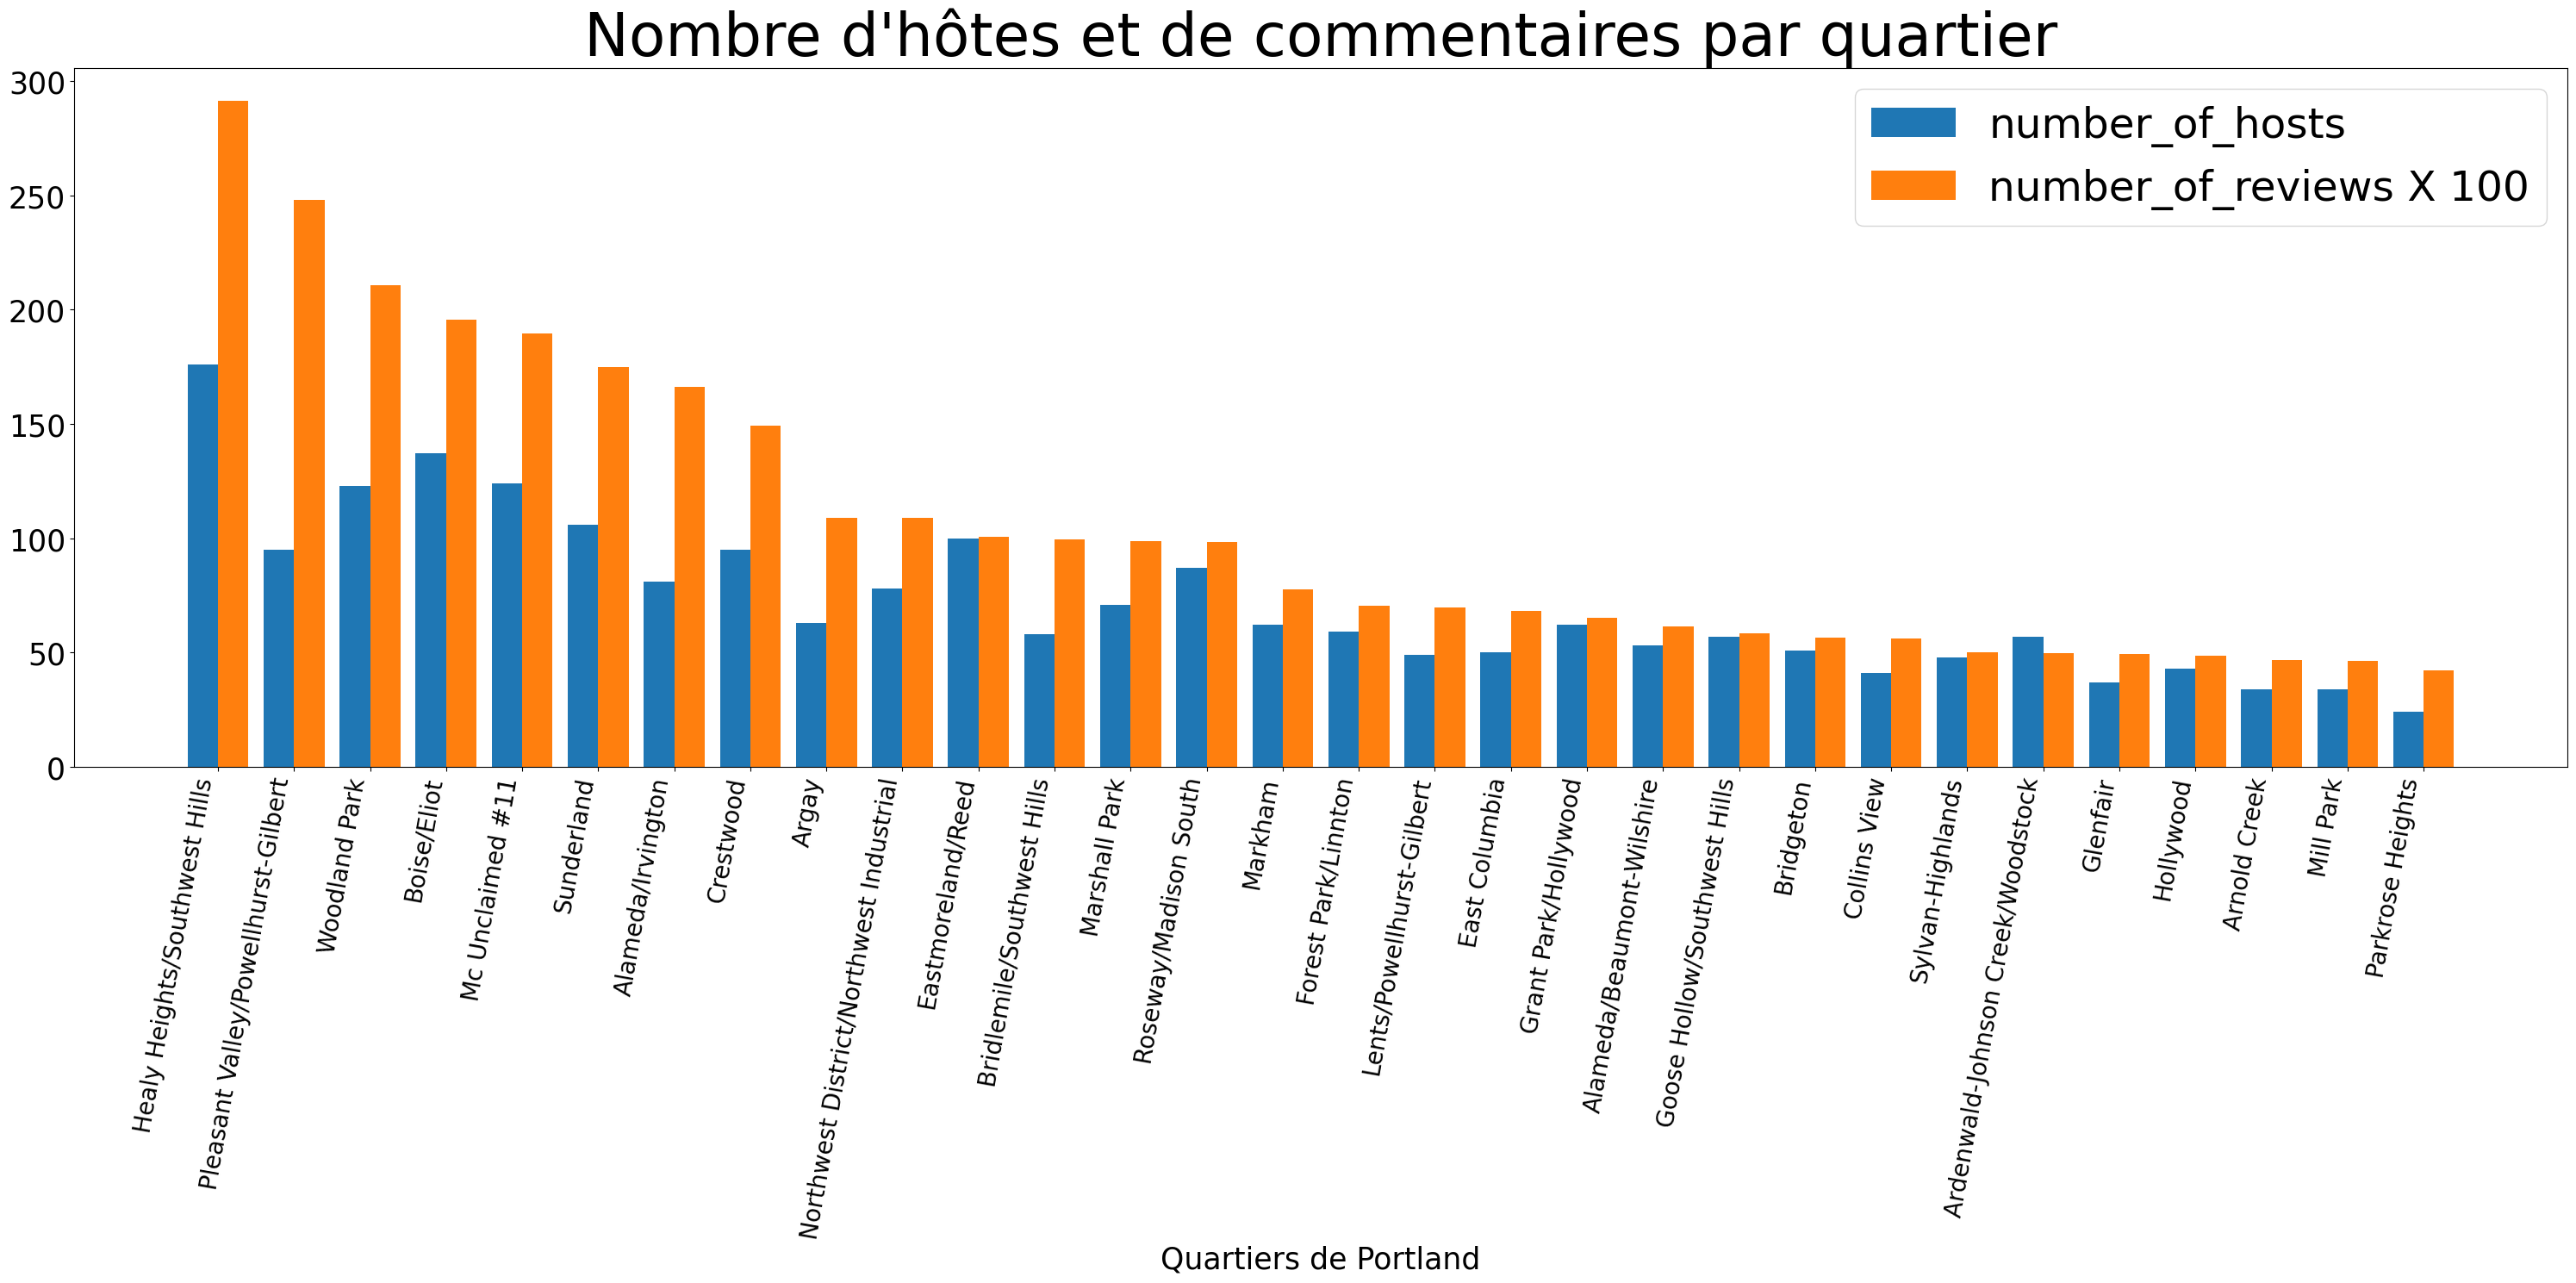 Nombre d'hôtes et de commentaires par quartier
300
250
200
150
100
50
0
number_of_hosts
number_of_reviews X 100
Healy Heights/Southwest Hills
Pleasant Valley/Powellhurst-Gilbert
Woodland Park
Boise/Eliot
Mc Unclaimed #11
Sunderland
Alameda/Irvington
Crestwood
Argay
Northwest District/Northwest Industrial
Eastmoreland/Reed
Bridlemile/Southwest Hills
Marshall Park
Roseway/Madison South
Markham
Forest Park/Linnton
Lents/Powellhurst-Gilbert
East Columbia
Grant Park/Hollywood
Alameda/Beaumont-Wilshire
Goose Hollow/Southwest Hills
Bridgeton
Collins View
Sylvan-Highlands
Ardenwald-Johnson Creek/Woodstock
Glenfair
Hollywood
Arnold Creek
Mill Park
Parkrose Heights
Quartiers de Portland